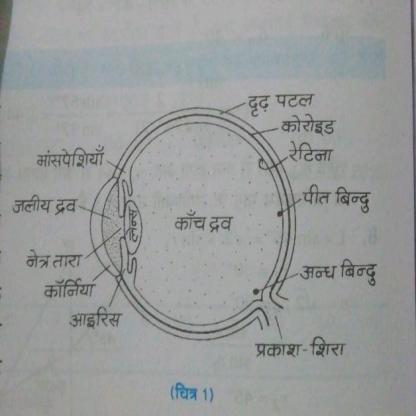 दृढ़ पटल
कोरोइड
रेटिना
मांसपेशियाँ
जलीय द्रव
लेन्स
काँच द्रव
पीत बिन्दु
नेत्र तारा
कॉर्निया
अन्ध बिन्दु
आइरिस
प्रकाश-शिरा
(चित्र 1)